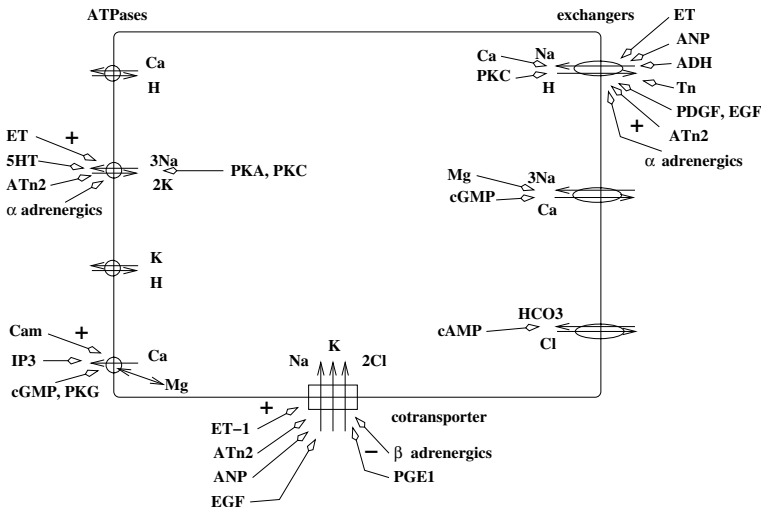 ATPases
exchangers
ET
ANP
ADH
Tn
PDGF, EGF
ATn2
+
α adrenergics
Ca
PKC
Na
H
Ca
H
+
ET
5HT
ATn2
α adrenergics
3Na
2K
PKA, PKC
Mg
cGMP
3Na
Ca
K
H
HCO3
cAMP
Cl
+
Cam
IP3
cGMP, PKG
Ca
Mg
K
Na
2Cl
cotransporter
+
ET−1
ATn2
ANP
EGF
−
β adrenergics
PGE1